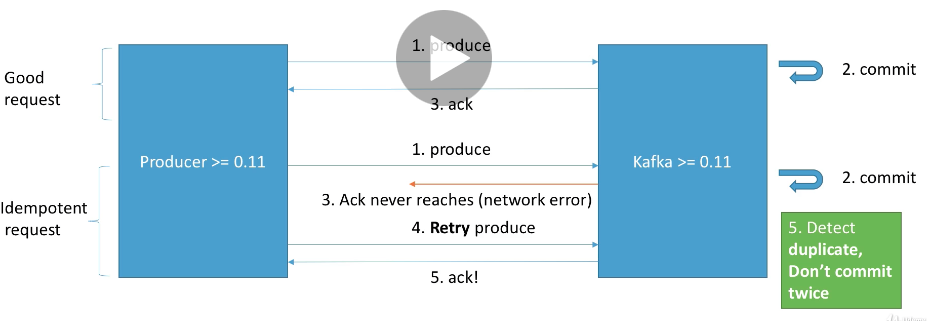 Good
request
1. produce
3. ack
2. commit
Producer >= 0.11
Kafka >= 0.11
Idempotent
request
1. produce
3. Ack never reaches (network error)
4. Retry produce
5. ack!
2. commit
5. Detect
duplicate,
Don't commit
twice